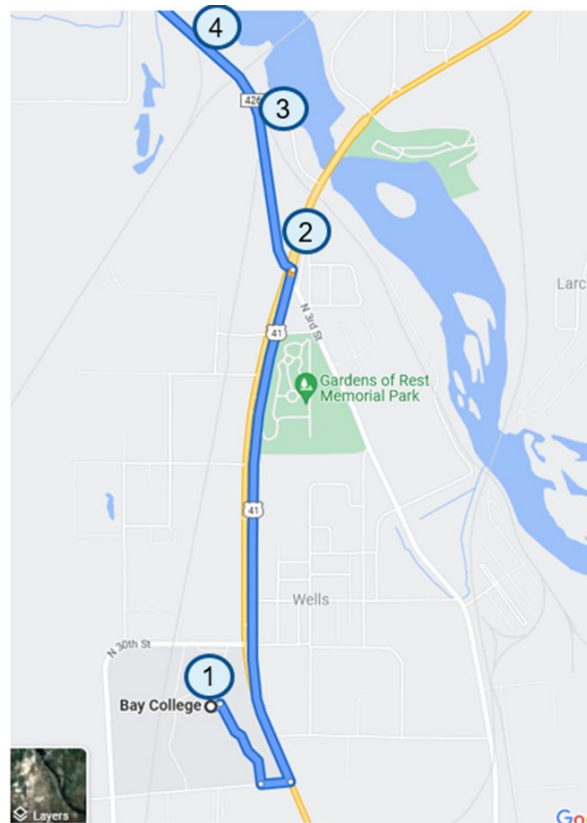 4
426
3
2
Larc
N 3rd St
41
Gardens of Rest
Memorial Park
41
Wells
N 30th St
1
Bay College
Layers
Go